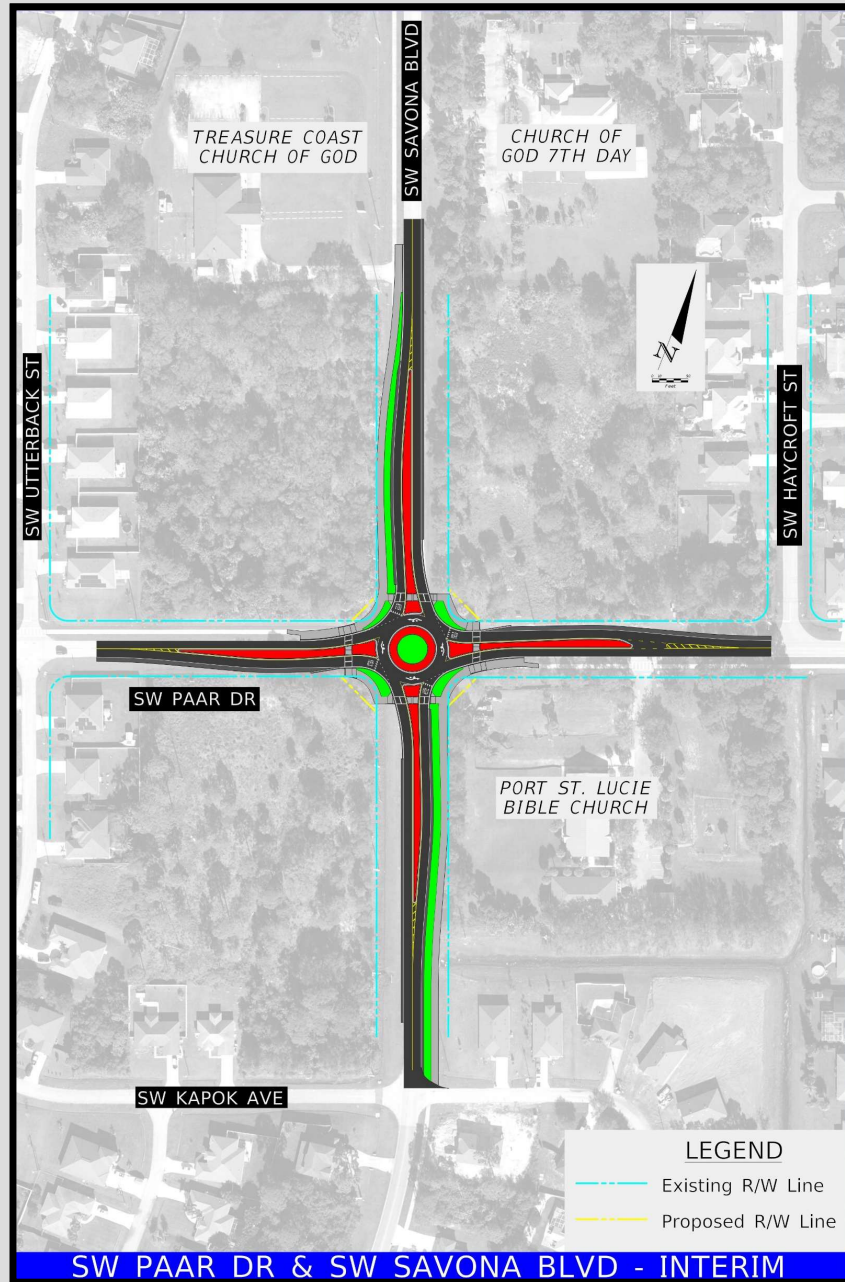 SW SAVONA BLVD
TREASURE COAST
CHURCH OF GOD
CHURCH OF
GOD 7TH DAY
N
Feet
SW UTTERBACK ST
SW HAYCROFT ST
SW PAAR DR
PORT ST. LUCIE
BIBLE CHURCH
SW KAPOK AVE
LEGEND
Existing R/W Line
Proposed R/W Line
SW PAAR DR & SW SAVONA BLVD - INTERIM